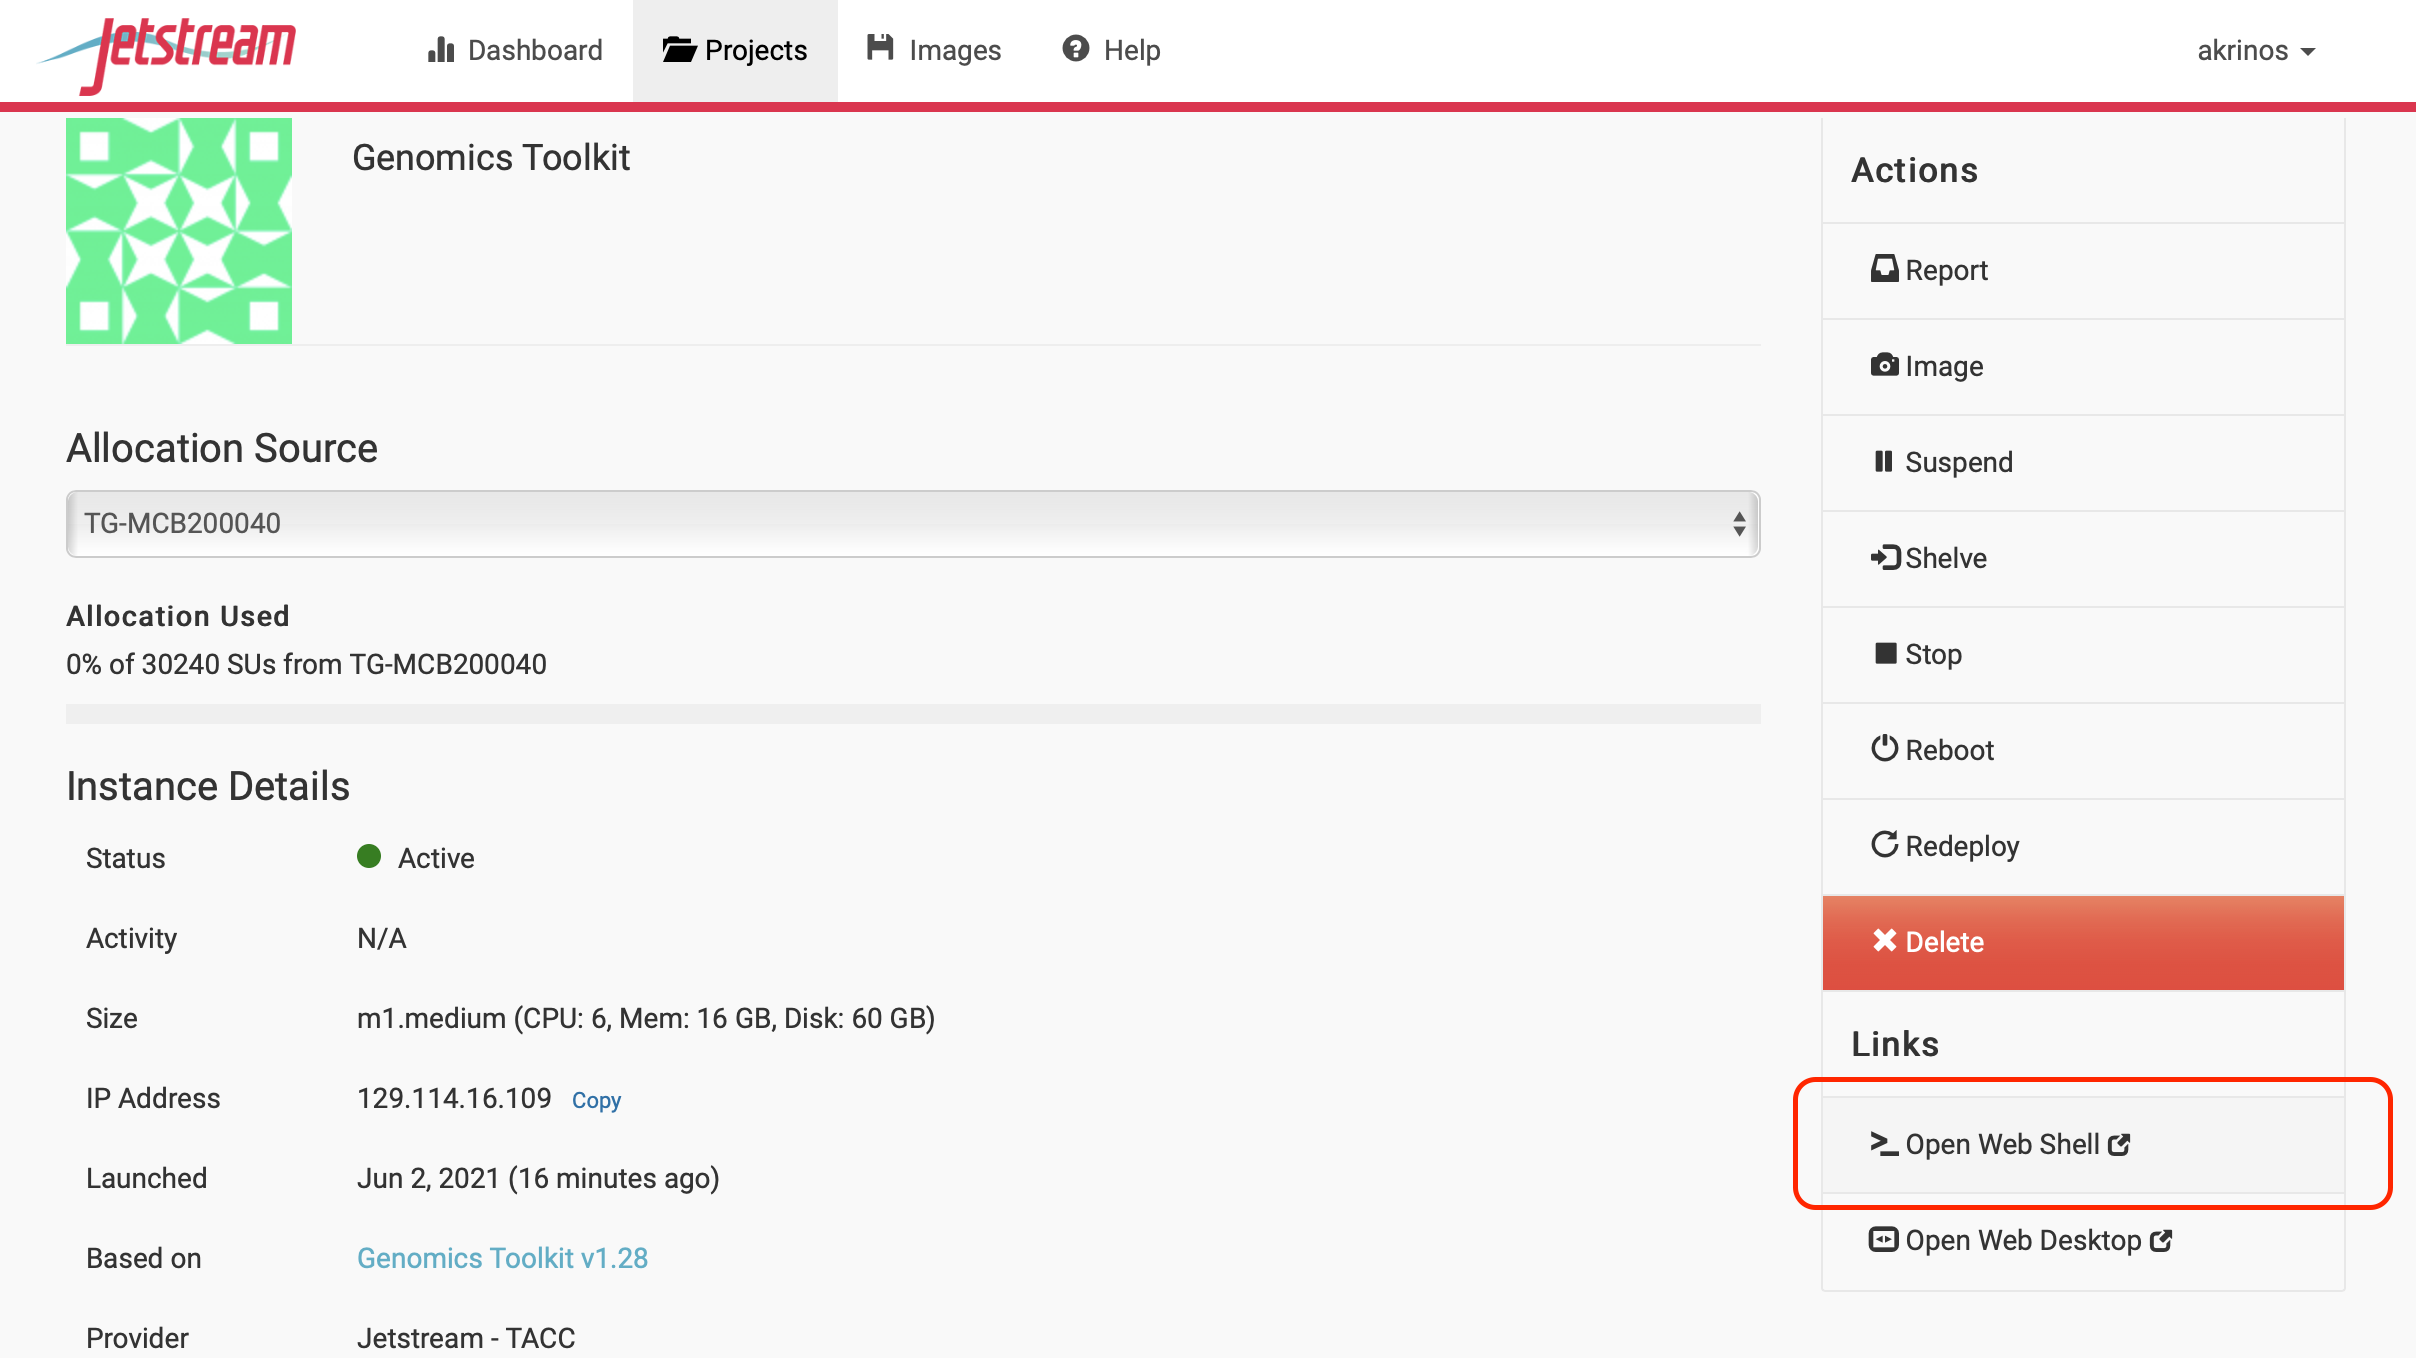 Jetstream
Dashboard Projects Images Help akrinos
Genomics Toolkit
Allocation Source
TG-MCB200040
Allocation Used
0% of 30240 SUs from TG-MCB200040
Instance Details
Status Active
Activity N/A
Size m1.medium (CPU: 6, Mem: 16 GB, Disk: 60 GB)
IP Address 129.114.16.109 Copy
Launched Jun 2, 2021 (16 minutes ago)
Based on Genomics Toolkit v1.28
Provider Jetstream - TACC
Actions
Report
Image
Suspend
Shelve
Stop
Reboot
Redeploy
Delete
Links
Open Web Shell
Open Web Desktop